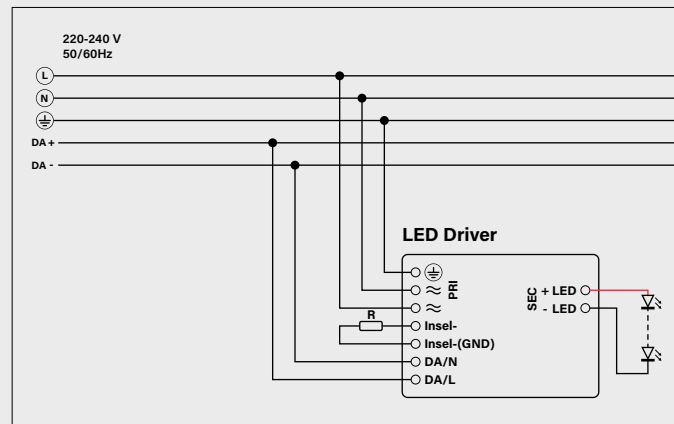 220-240 V
50/60Hz
L
N
DA +
DA -
LED Driver
PRI
≈
≈
R
Insel-
Insel-(GND)
DA/N
DA/L
SEC
+ LED
- LED